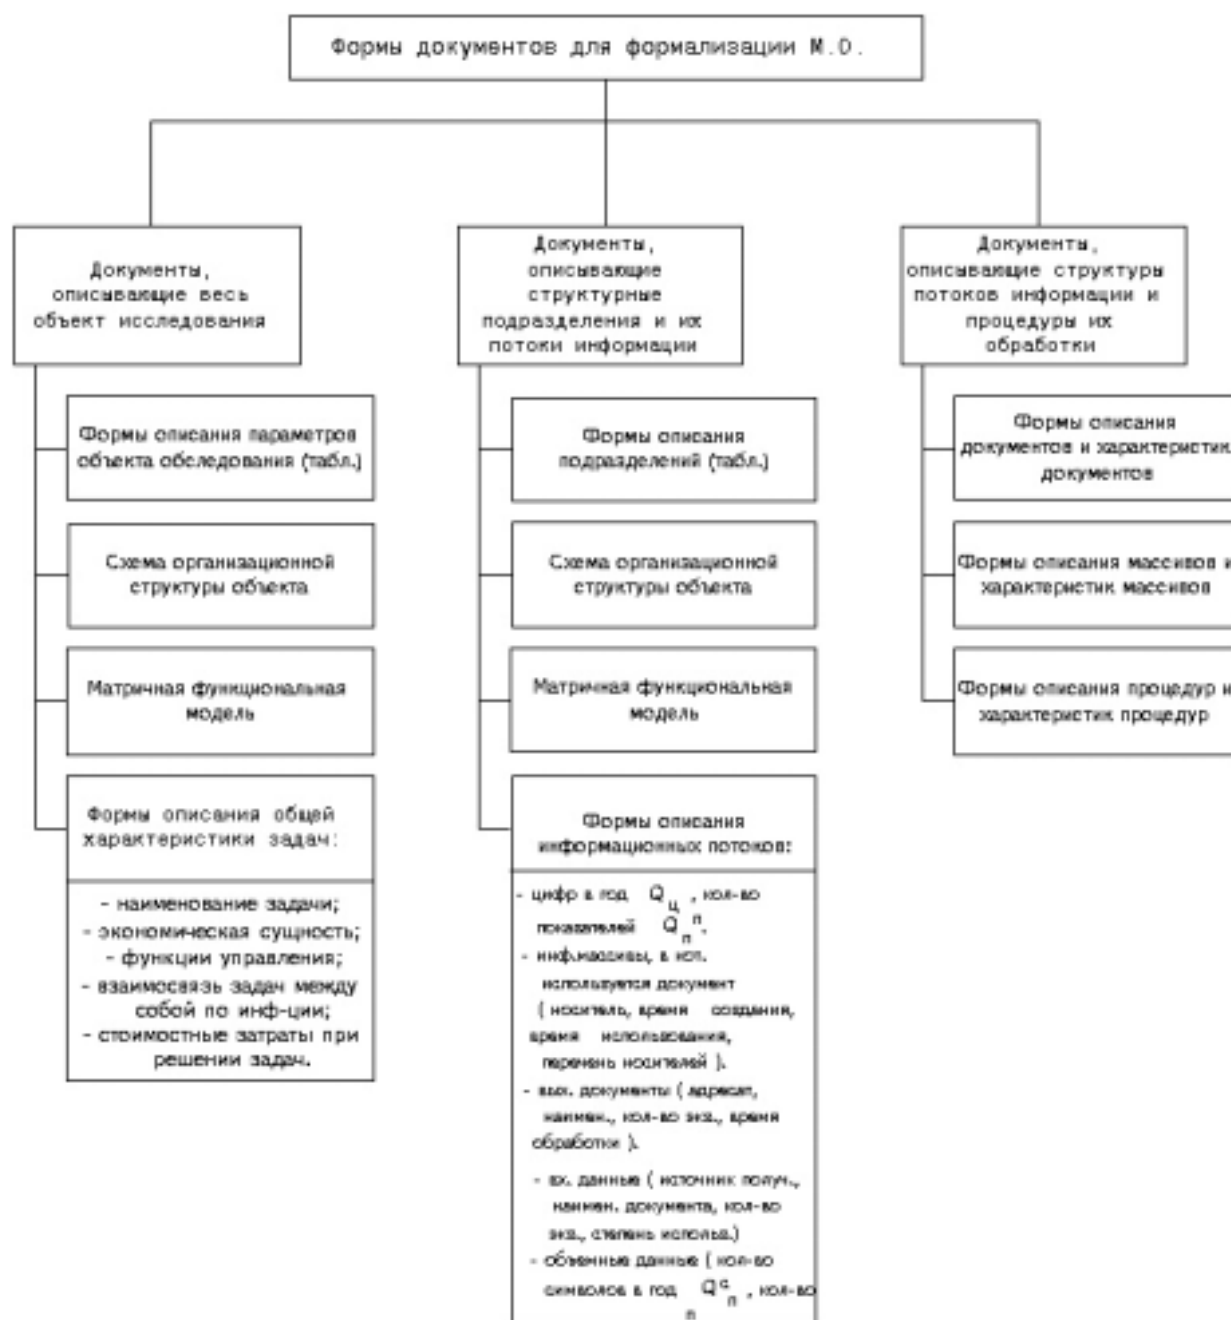 Формы документов для формализации М.О.
Документы,
описывающие весь
объект исследования
Документы,
описывающие
структурные
подразделения и их
потоки информации
Документы,
описывающие структуры
потоков информации и
процедуры их
обработки
Формы описания параметров
объекта обследования (табл.)
Схема организационной
структуры объекта
Матричная функциональная
модель
Формы описания общей
характеристики задач:
- наименование задачи;
- экономическая сущность;
- функции управления;
- взаимосвязь задач между
собой по инф-ции;
- стоимостные затраты при
решении задач.
Формы описания
подразделений (табл.)
Схема организационной
структуры объекта
Матричная функциональная
модель
Формы описания
информационных потоков:
- цифр в год Q ц , кол-во
показателей Q п п.
- инф.массивы, в кот.
используется документ
( носитель, время создания,
время использования,
перечень носителей ).
- вых. документы ( адресат,
наимен., кол-во экз., время
обработки ).
- вх. данные ( источник получ.,
наимен. документа, кол-во
экз., степень использ.)
- объемные данные ( кол-во
символов в год Q п , кол-во
п
Формы описания
документов и характеристик
документов
Формы описания массивов и
характеристик массивов
Формы описания процедур и
характеристик процедур